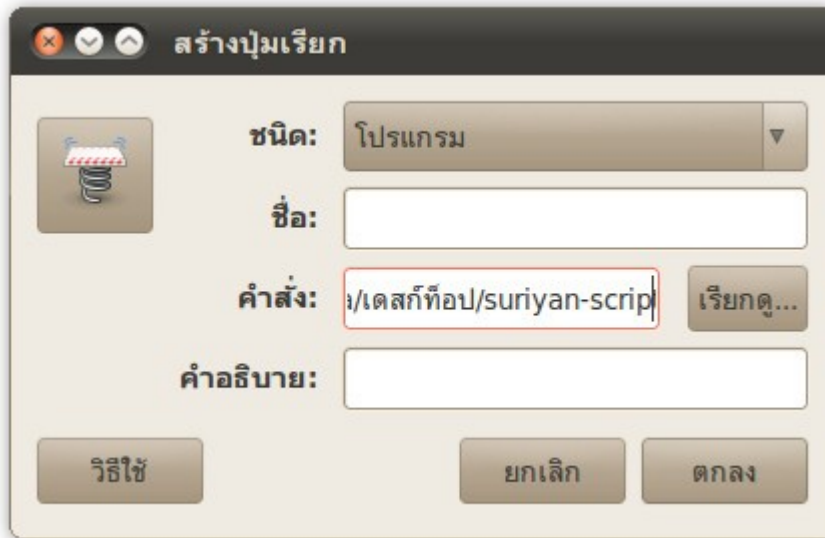 สร้างปุ่มเรียก
ชนิด: โปรแกรม
ชื่อ:
คำสั่ง: a/เดสก์ท็อป/suriyan-scrip เรียกดู...
คำอธิบาย:
วิธีใช้ ยกเลิก ตกลง